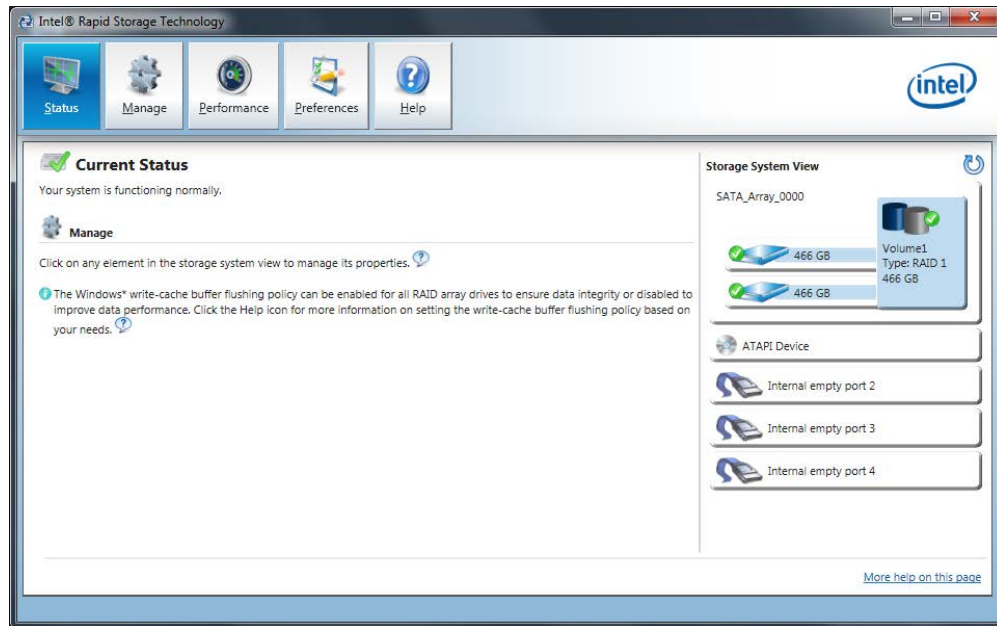 Intel® Rapid Storage Technology
Status
Manage
Performance
Preferences
Help
intel
Current Status
Your system is functioning normally.
Manage
Click on any element in the storage system view to manage its properties.
The Windows* write-cache buffer flushing policy can be enabled for all RAID array drives to ensure data integrity or disabled to
improve data performance. Click the Help icon for more information on setting the write-cache buffer flushing policy based on
your needs.
Storage System View
SATA_Array_0000
466 GB
466 GB
Volume1
Type: RAID 1
466 GB
ATAPI Device
Internal empty port 2
Internal empty port 3
Internal empty port 4
More help on this page